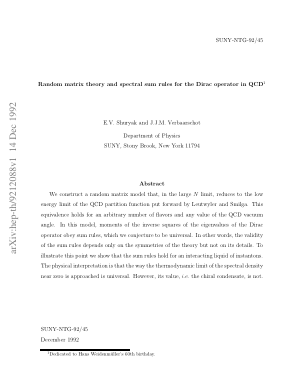 SUNY-NTG-92/45
Random matrix theory and spectral sum rules for the Dirac operator in QCD¹
E.V. Shuryak and J.J.M. Verbaarschot
Department of Physics
SUNY, Stony Brook, New York 11794
Abstract
We construct a random matrix model that, in the large N limit, reduces to the low
energy limit of the QCD partition function put forward by Leutwyler and Smilga. This
equivalence holds for an arbitrary number of flavors and any value of the QCD vacuum
angle. In this model, moments of the inverse squares of the eigenvalues of the Dirac
operator obey sum rules, which we conjecture to be universal. In other words, the validity
of the sum rules depends only on the symmetries of the theory but not on its details. To
illustrate this point we show that the sum rules hold for an interacting liquid of instantons.
The physical interpretation is that the way the thermodynamic limit of the spectral density
near zero is approached is universal. However, its value, i.e. the chiral condensate, is not.
SUNY-NTG-92/45
December 1992
¹Dedicated to Hans Weidenmüller's 60th birthday.
arXiv:hep-th/9212088v1 14 Dec 1992